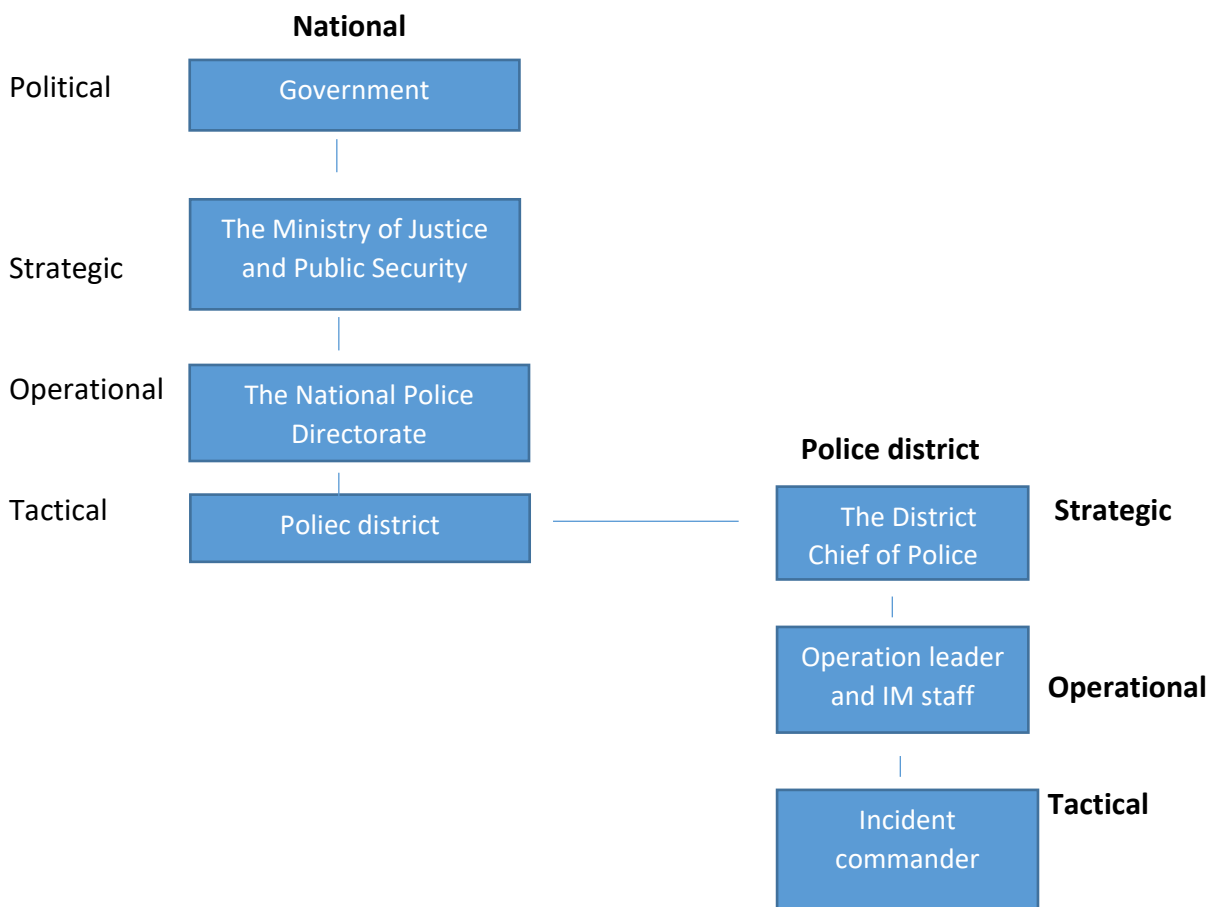 National
Political
Government
The Ministry of Justice
and Public Security
Strategic
Operational
The National Police
Directorate
Tactical
Poliec district
Police district
The District
Chief of Police
Strategic
Operation leader
and IM staff
Operational
Incident
commander
Tactical